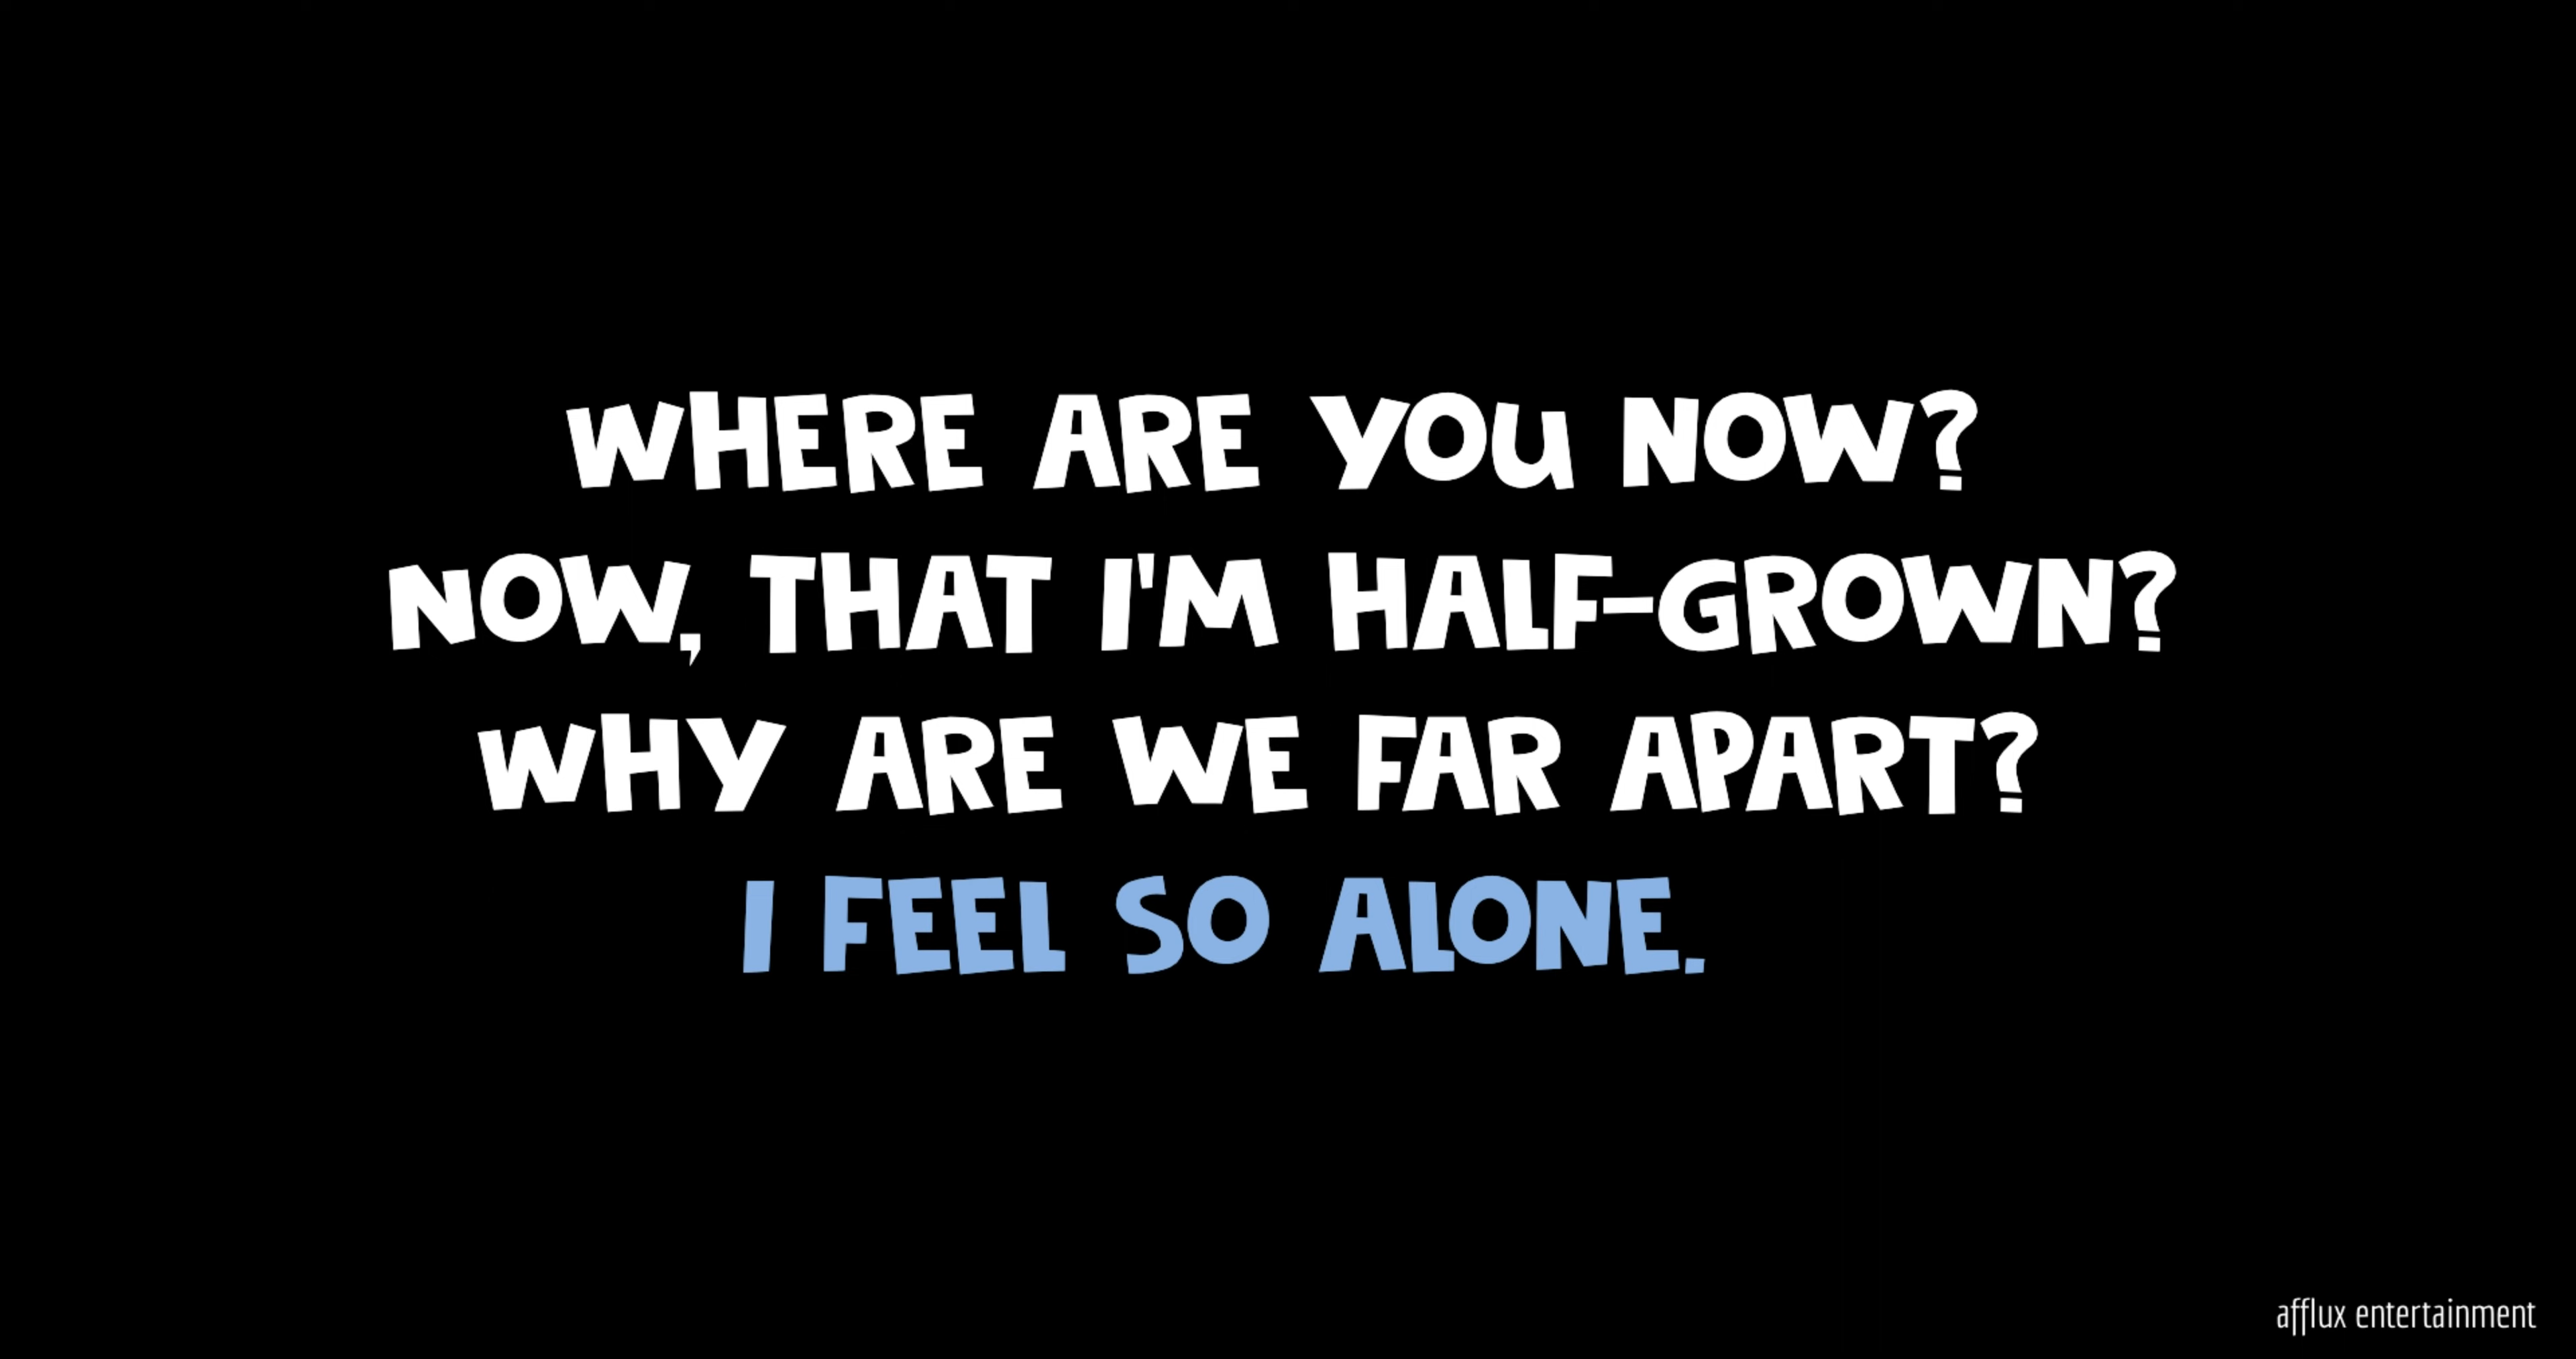 WHERE ARE YOU NOW?
NOW, THAT I'M HALF-GROWN?
WHY ARE WE FAR APART?
I FEEL SO ALONE.
afflux entertainment